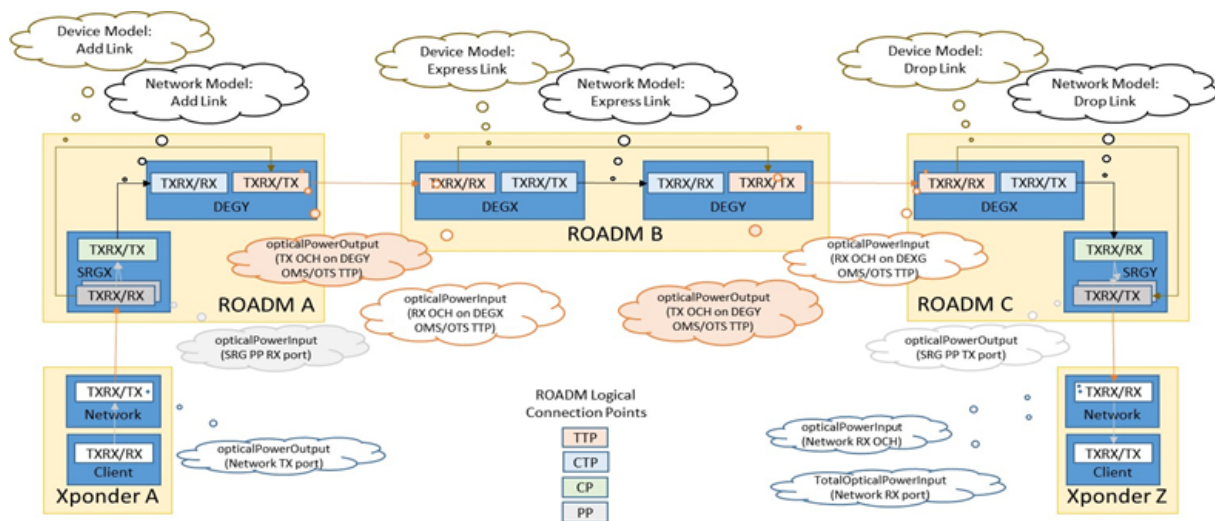 Device Model:
Add Link
Network Model:
Add Link
Device Model:
Express Link
Network Model:
Express Link
Device Model:
Drop Link
Network Model:
Drop Link
TXRX/RX
TXRX/TX
DEGY
TXRX/TX
SRGX
TXRX/RX
ROADM A
TXRX/RX
TXRX/TX
DEGX
TXRX/RX
TXRX/TX
DEGY
ROADM B
TXRX/RX
TXRX/TX
DEGX
TXRX/RX
SRGY
TXRX/TX
ROADM C
opticalPowerOutput
(TX OCH on DEGY
OMS/OTS TTP)
opticalPowerInput
(RX OCH on DEGX
OMS/OTS TTP)
opticalPowerOutput
(TX OCH on DEGY
OMS/OTS TTP)
opticalPowerInput
(RX OCH on DEXG
OMS/OTS TTP)
opticalPowerInput
(SRG PP RX port)
opticalPowerOutput
(SRG PP TX port)
TXRX/TX
Network
TXRX/RX
Client
Xponder A
opticalPowerOutput
(Network TX port)
ROADM Logical
Connection Points
TTP
CTP
CP
PP
opticalPowerInput
(Network RX OCH)
TotalOpticalPowerInput
(Network RX port)
TXRX/RX
Network
TXRX/TX
Client
Xponder Z